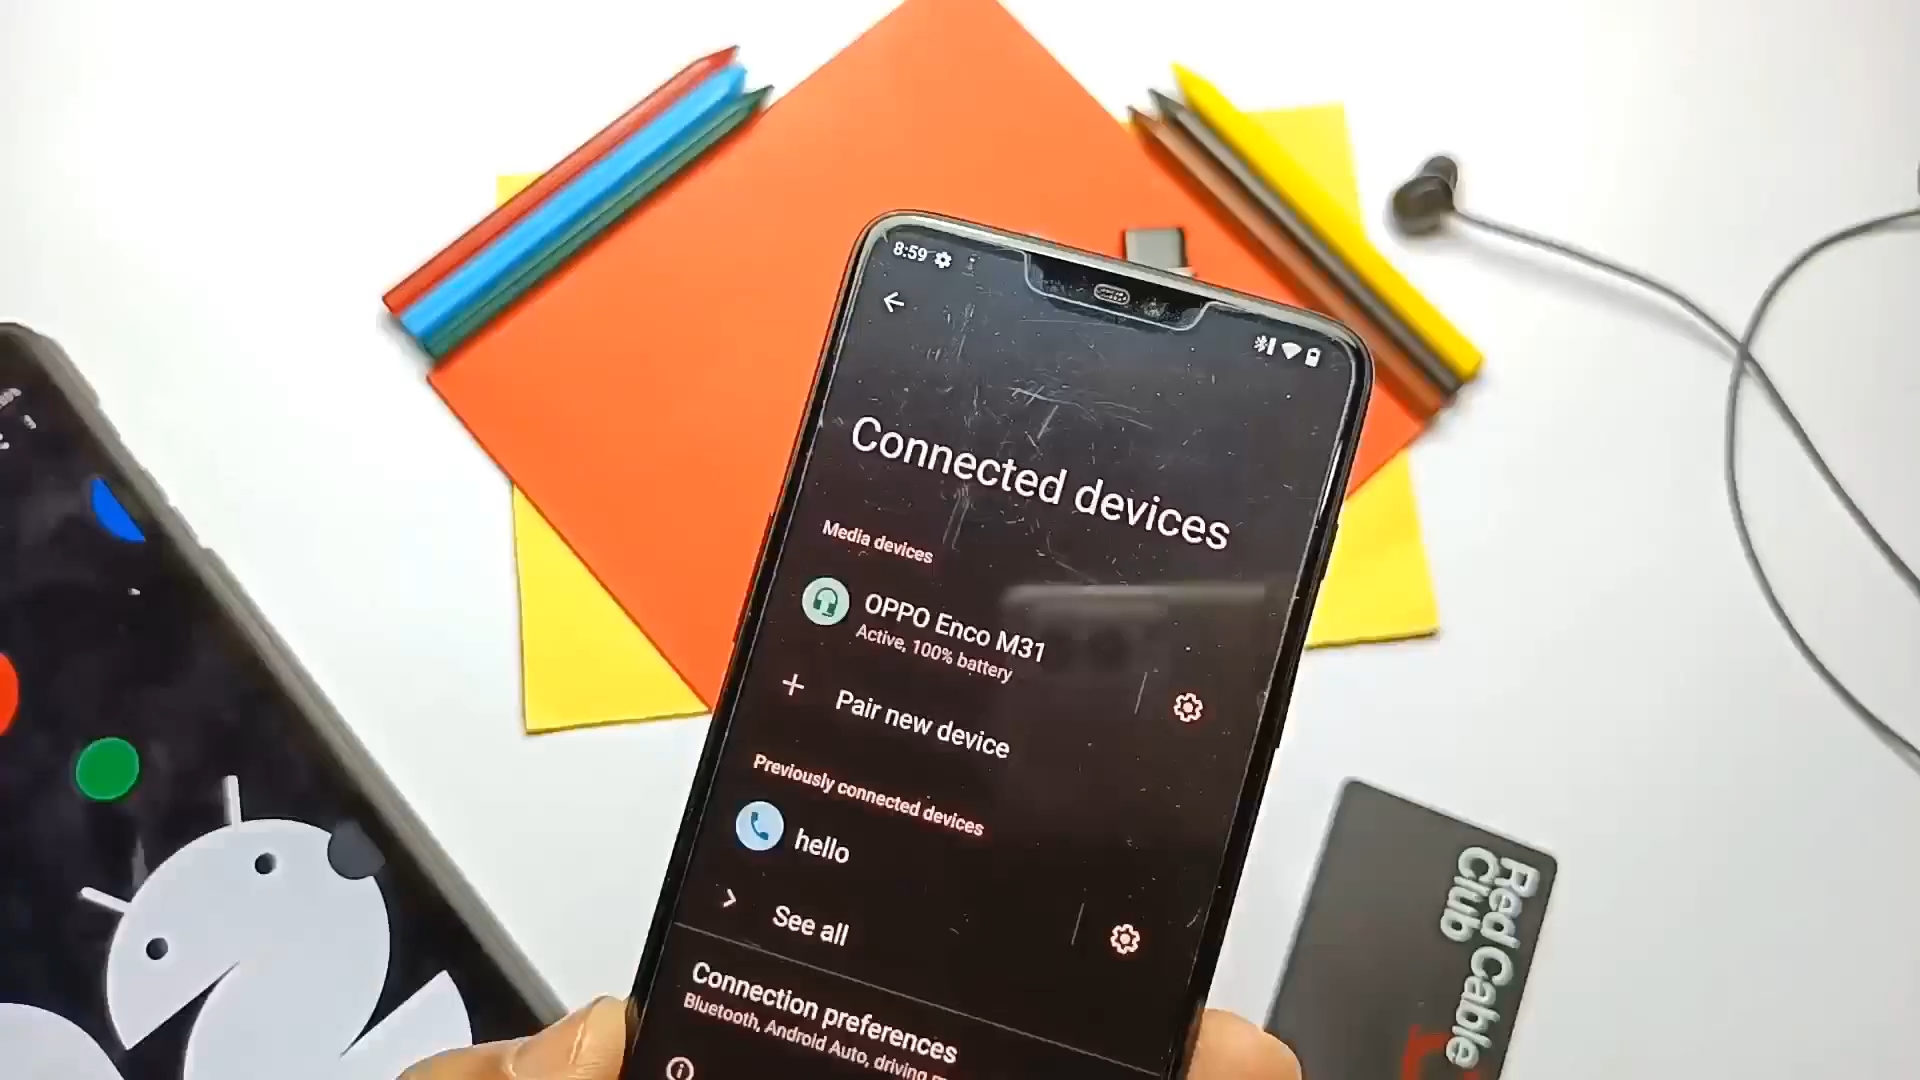 8:59
Connected devices
Media devices
OPPO Enco M31
Active, 100% battery
Pair new device
Previously connected devices
hello
See all
Connection preferences
Bluetooth, Android Auto, driving
Red Cable
Club